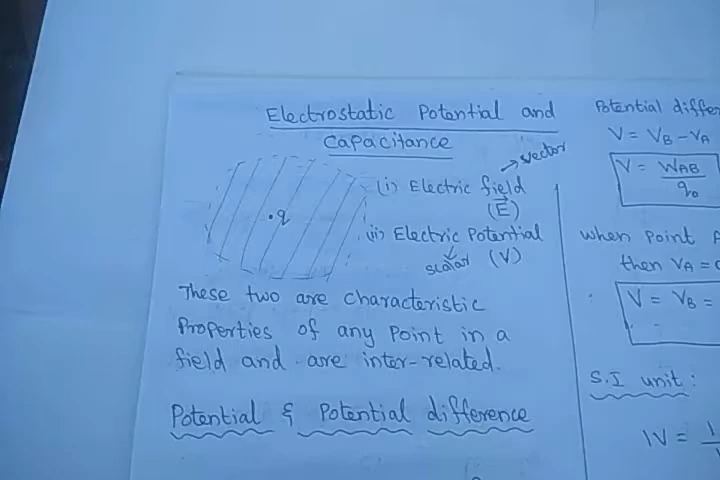 Electrostatic Potential and
Capacitance
→ vector
(i) Electric field
(E⃗)
.q
(ii) Electric Potential
scalar (V)
These two are characteristic
Properties of any Point in a
field and are inter-related.
Potential & Potential difference
Potential
V = VB - VA
V = WAB
q0
when Point
then VA =
V = VB =
S.I unit:
1V = 1